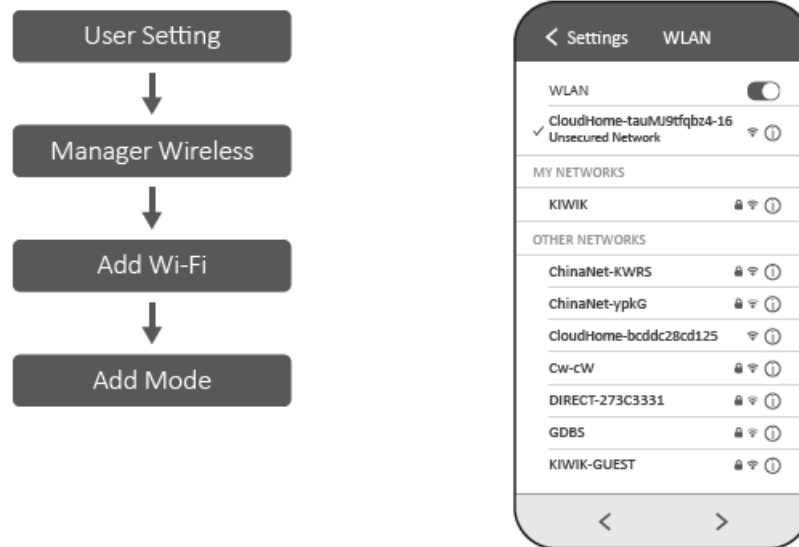 User Setting
Manager Wireless
Add Wi-Fi
Add Mode
Settings WLAN
WLAN
CloudHome-tauMJ9tfqbz4-16
Unsecured Network
MY NETWORKS
KIWIK
OTHER NETWORKS
ChinaNet-KWRS
ChinaNet-ypkG
CloudHome-bcddc28cd125
Cw-cW
DIRECT-273C3331
GDBS
KIWIK-GUEST